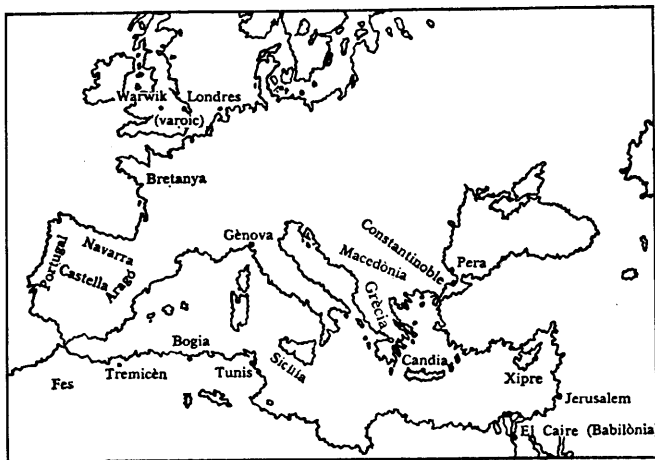 Warwik Londres
(varoic)
Bretanya
Portugal
Navarra
Castella
Aragó
Gènova
Constantinoble
Macedònia
Pera
Grècia
Bogia
Fes
Tremicèn
Tunis
Sicília
Candia
Xipre
Jerusalem
El Caire (Babilònia)